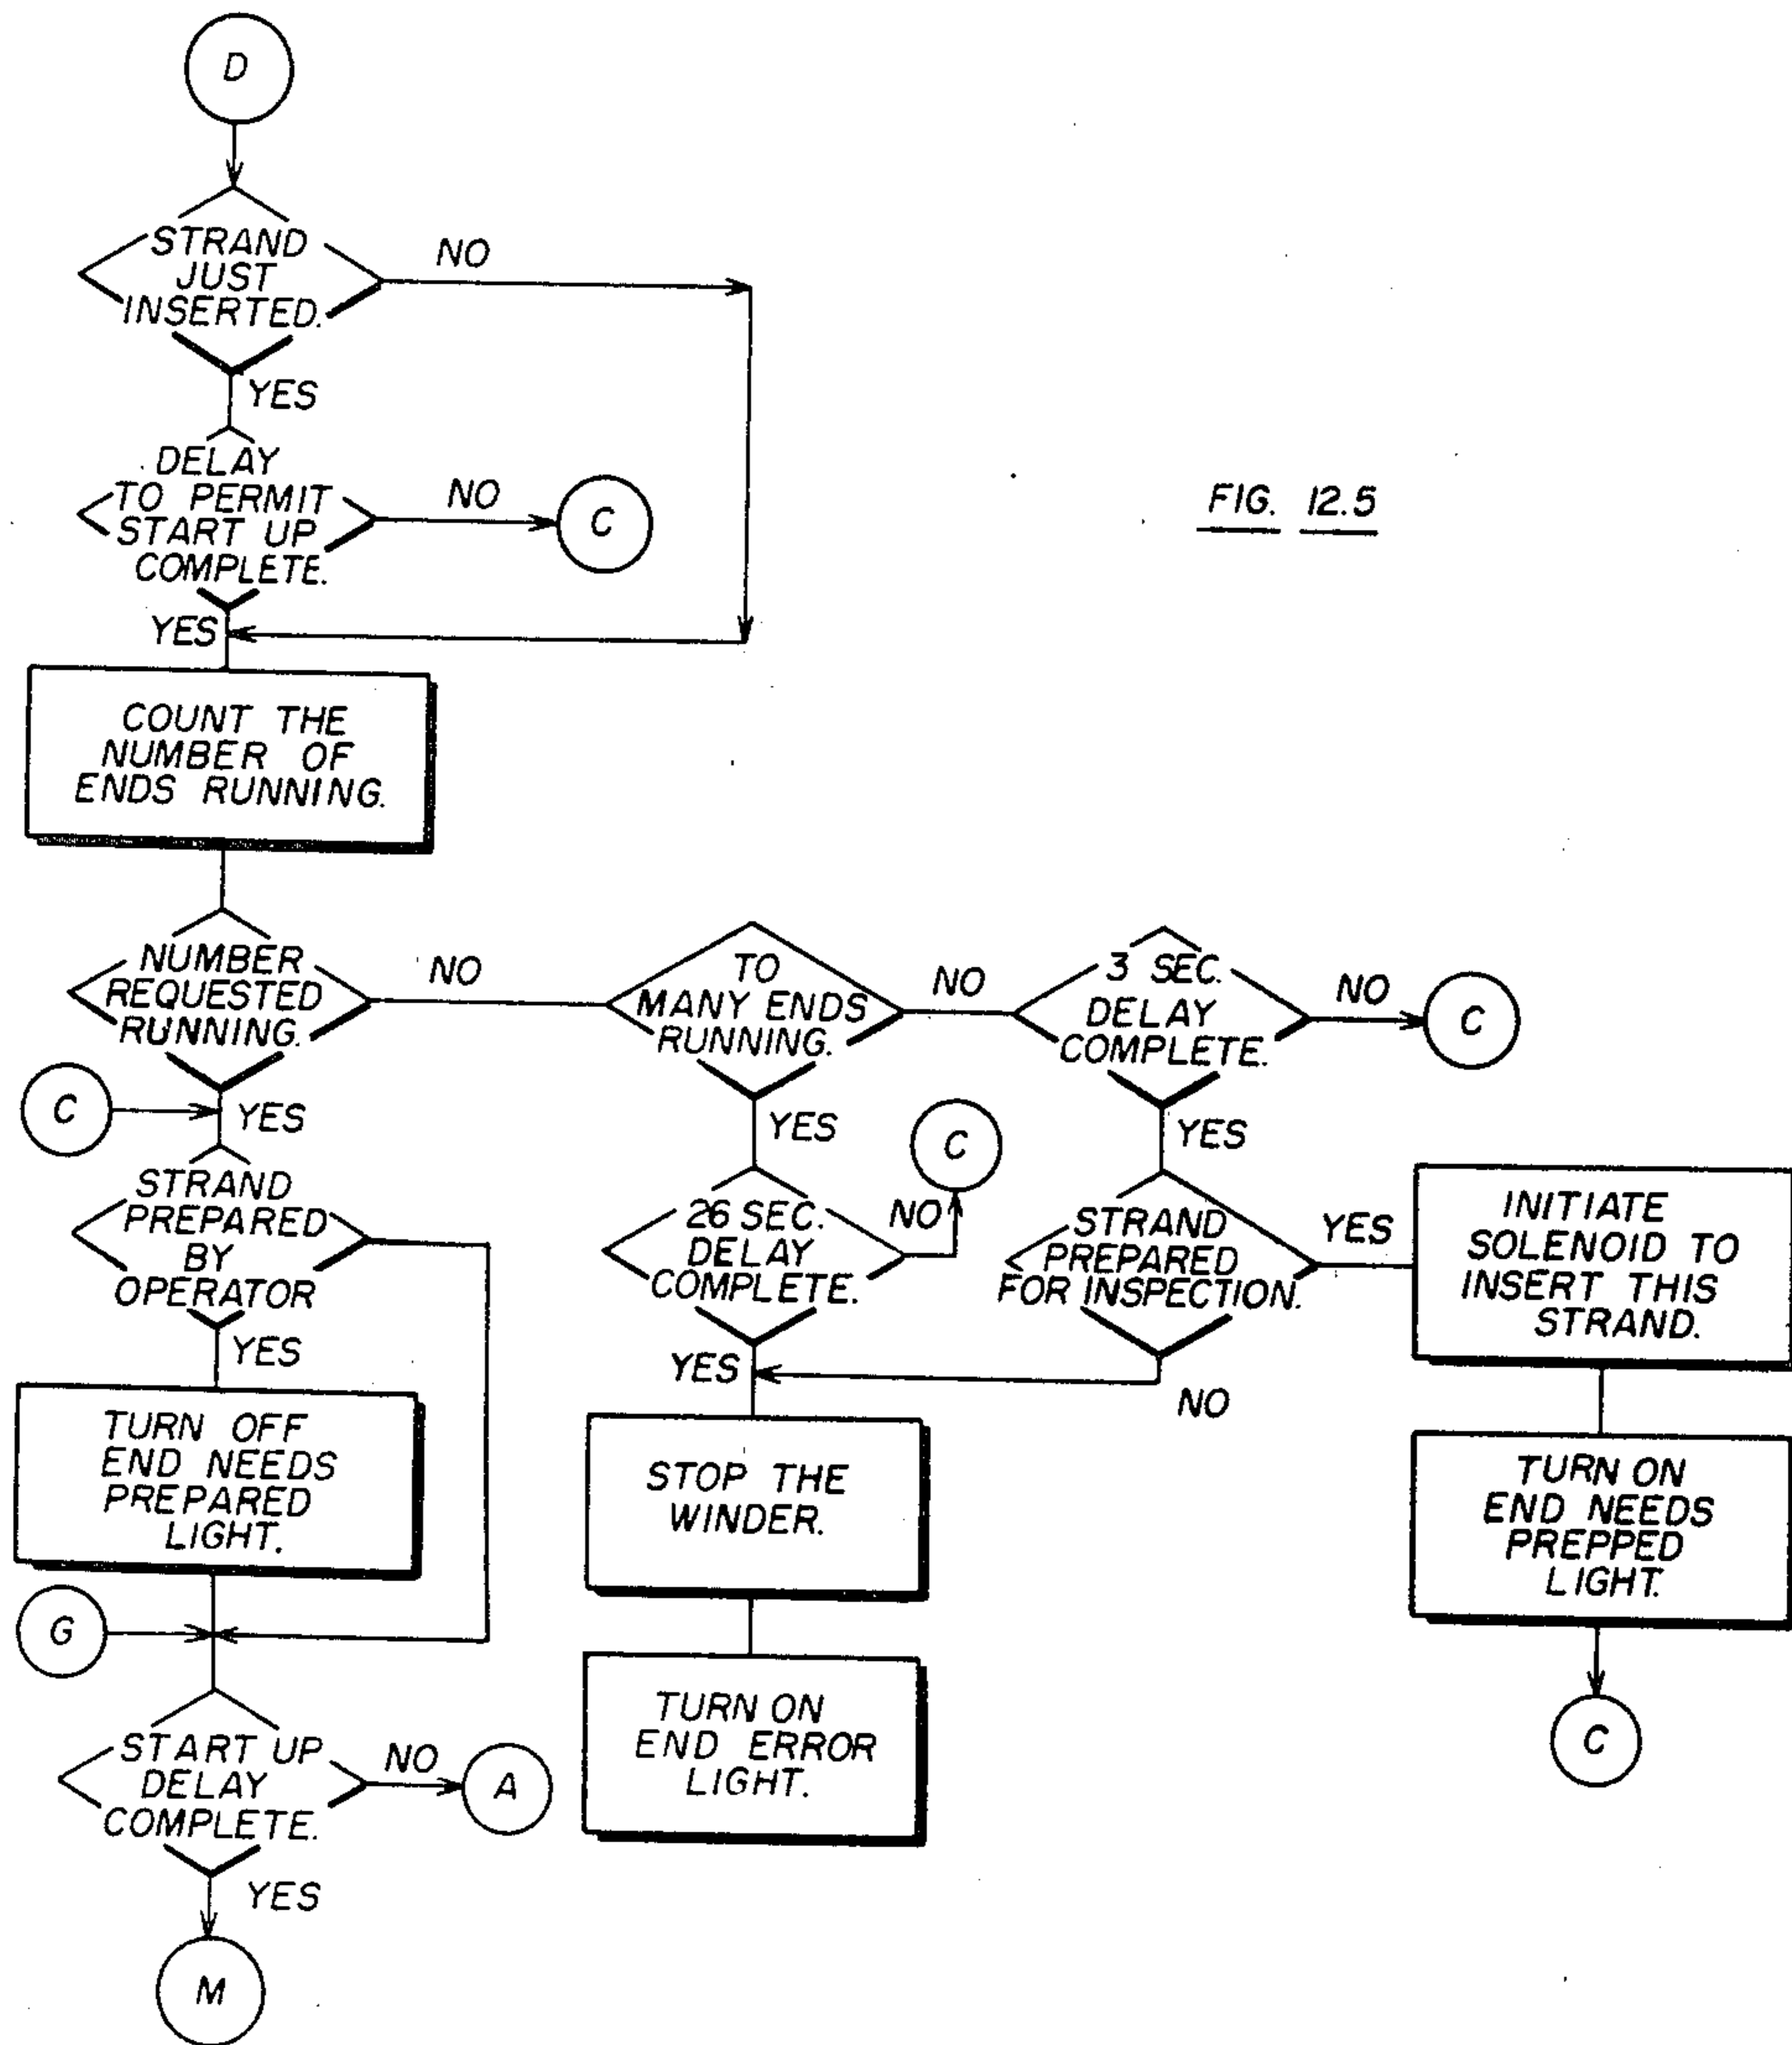 D
STRAND
JUST
INSERTED.
NO
YES
DELAY
TO PERMIT
START UP
COMPLETE.
NO
C
YES
FIG. 12.5
COUNT THE
NUMBER OF
ENDS RUNNING.
NUMBER
REQUESTED
RUNNING.
NO
TO
MANY ENDS
RUNNING.
NO
3 SEC.
DELAY
COMPLETE.
NO
C
C
YES
YES
C
YES
STRAND
PREPARED
BY
OPERATOR
YES
26 SEC.
DELAY
COMPLETE.
NO
YES
STRAND
PREPARED
FOR INSPECTION.
YES
NO
INITIATE
SOLENOID TO
INSERT THIS
STRAND.
TURN OFF
END NEEDS
PREPARED
LIGHT.
STOP THE
WINDER.
TURN ON
END NEEDS
PREPPED
LIGHT.
G
TURN ON
END ERROR
LIGHT.
C
START UP
DELAY
COMPLETE.
NO
A
YES
M